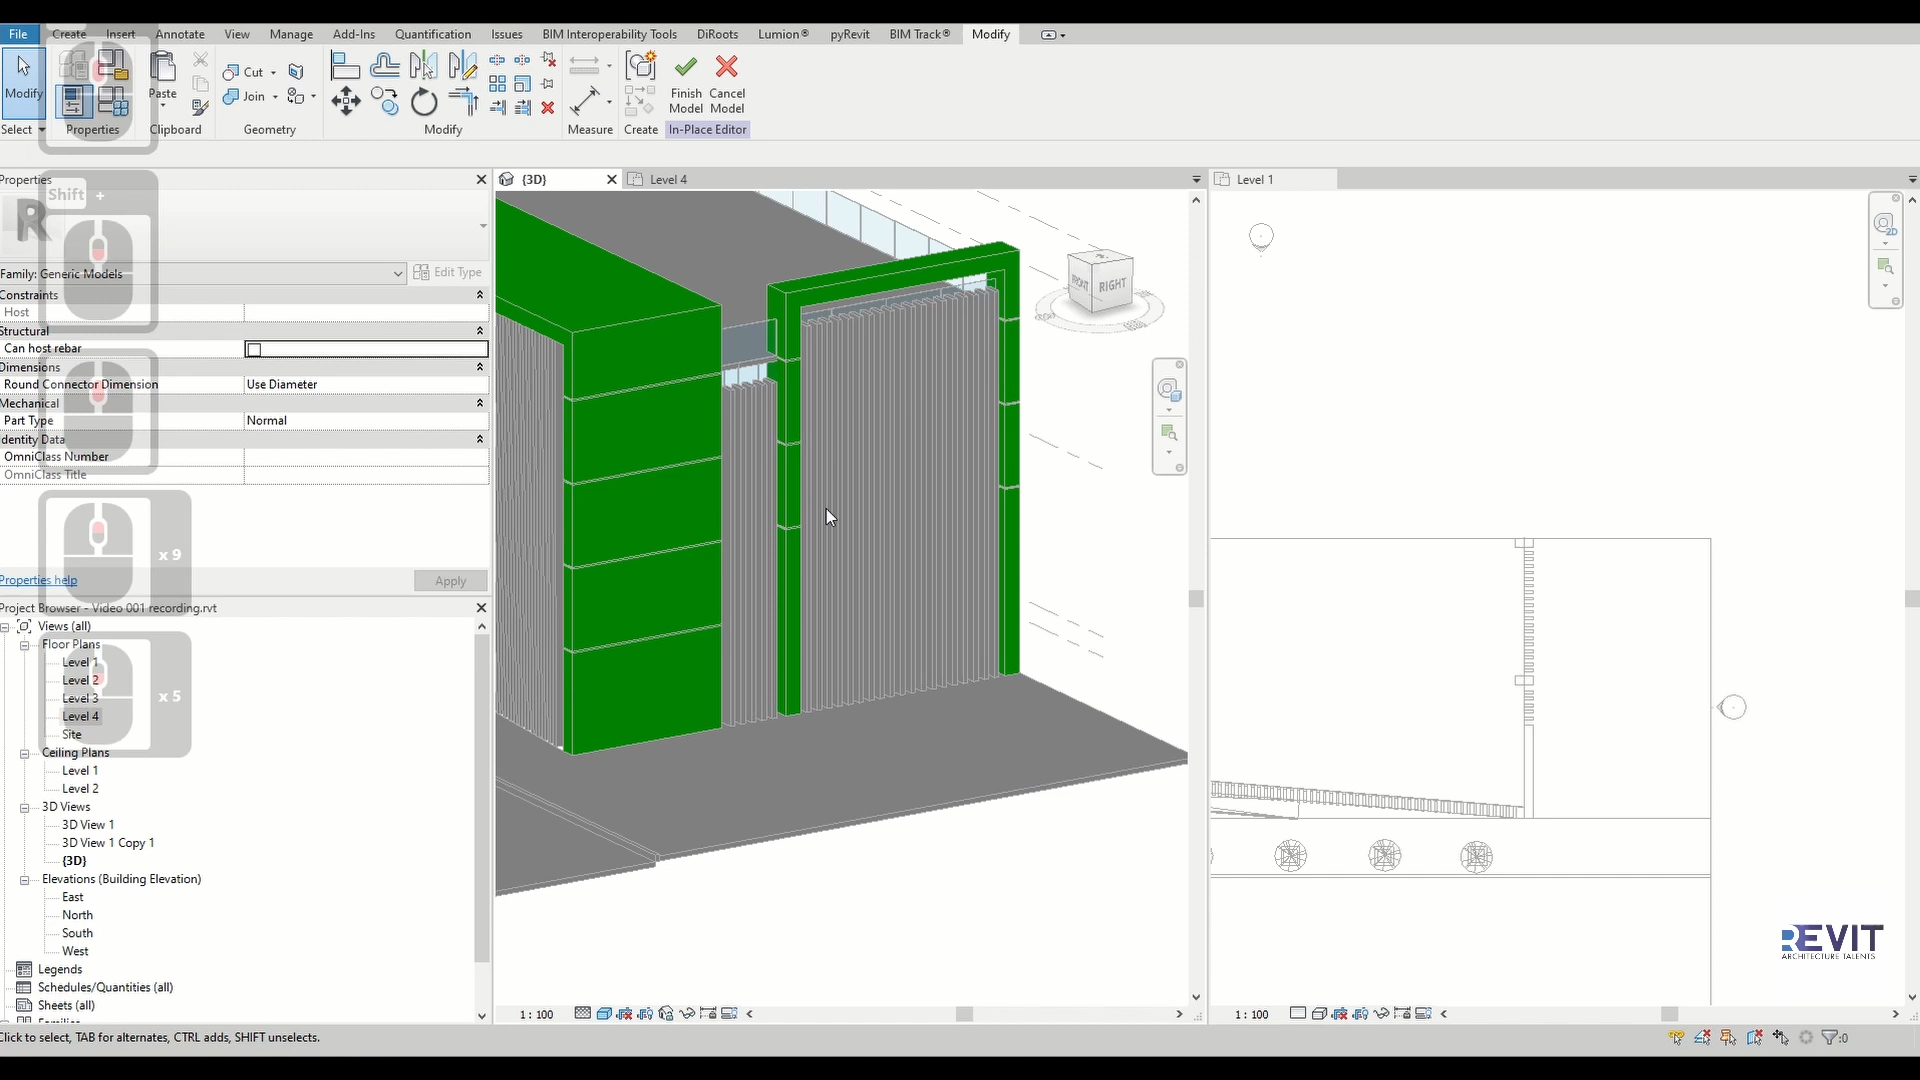 File Create Insert Annotate View Manage Add-Ins Quantification Issues BIM Interoperability Tools DiRoots Lumion® pyRevit BIM Track® Modify
Modify
Paste
Cut
Join
Finish
Model
Cancel
Model
Select Properties Clipboard Geometry Modify Measure Create In-Place Editor
Properties
{3D}
Level 4
Level 1
Shift +
R
Family: Generic Models
Edit Type
Constraints
Host
Structural
Can host rebar
Dimensions
Round Connector Dimension Use Diameter
Mechanical
Part Type Normal
Identity Data
OmniClass Number
OmniClass Title
x 9
Properties help
Apply
Project Browser - Video 001 recording.rvt
Views (all)
Floor Plans
Level 1
Level 2
Level 3
Level 4
Site
x 5
Ceiling Plans
Level 1
Level 2
3D Views
3D View 1
3D View 1 Copy 1
{3D}
Elevations (Building Elevation)
East
North
South
West
Legends
Schedules/Quantities (all)
Sheets (all)
FRONT
RIGHT
2D
REVIT
ARCHITECTURE TALENTS
1 : 100
1 : 100
Click to select, TAB for alternates, CTRL adds, SHIFT unselects.
:0